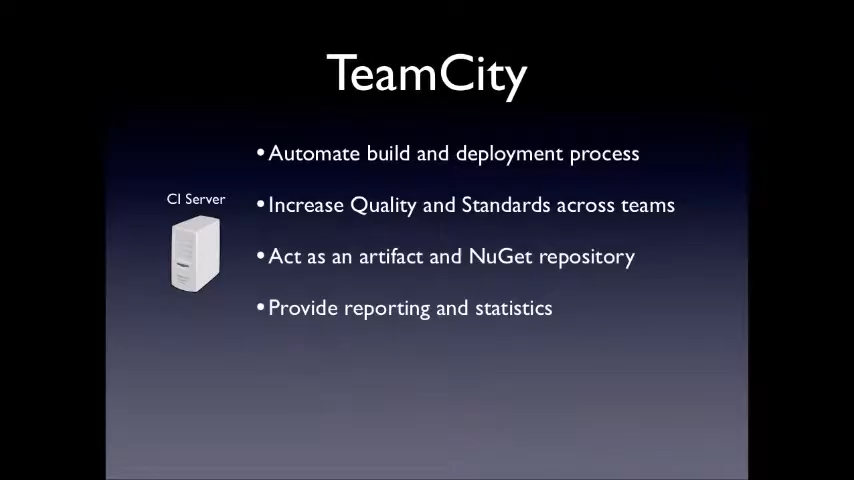 TeamCity
•Automate build and deployment process
CI Server
•Increase Quality and Standards across teams
•Act as an artifact and NuGet repository
•Provide reporting and statistics